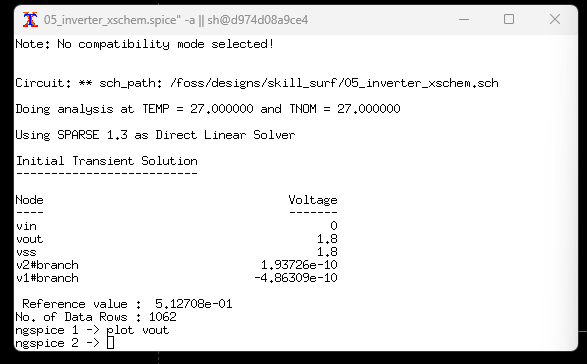 05_inverter_xschem.spice" -a || sh@d974d08a9ce4
Note: No compatibility mode selected!
Circuit: ** sch_path: /foss/designs/skill_surf/05_inverter_xschem.sch
Doing analysis at TEMP = 27.000000 and TNOM = 27.000000
Using SPARSE 1.3 as Direct Linear Solver
Initial Transient Solution
--------------------------
Node Voltage
---- -------
vin 0
vout 1.8
vss 1.8
v2#branch 1.93726e-10
v1#branch -4.86309e-10
Reference value : 5.12708e-01
No. of Data Rows : 1062
ngspice 1 -> plot vout
ngspice 2 ->